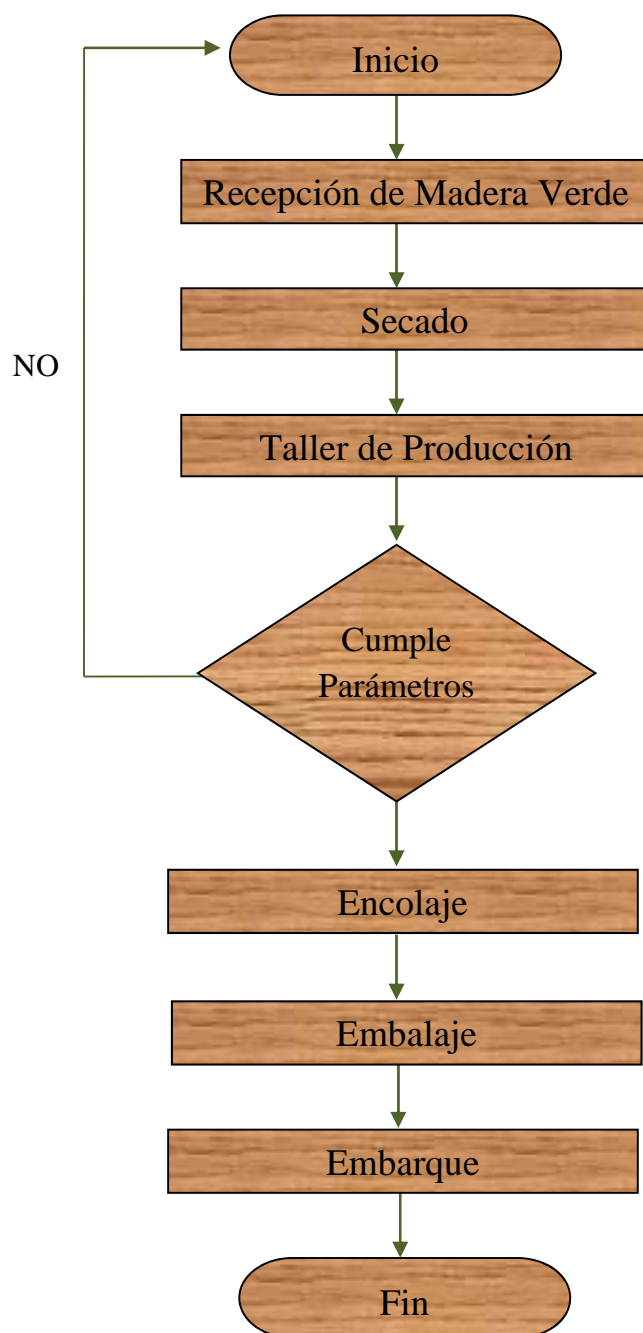 Inicio
Recepción de Madera Verde
Secado
NO
Taller de Producción
Cumple
Parámetros
Encolaje
Embalaje
Embarque
Fin